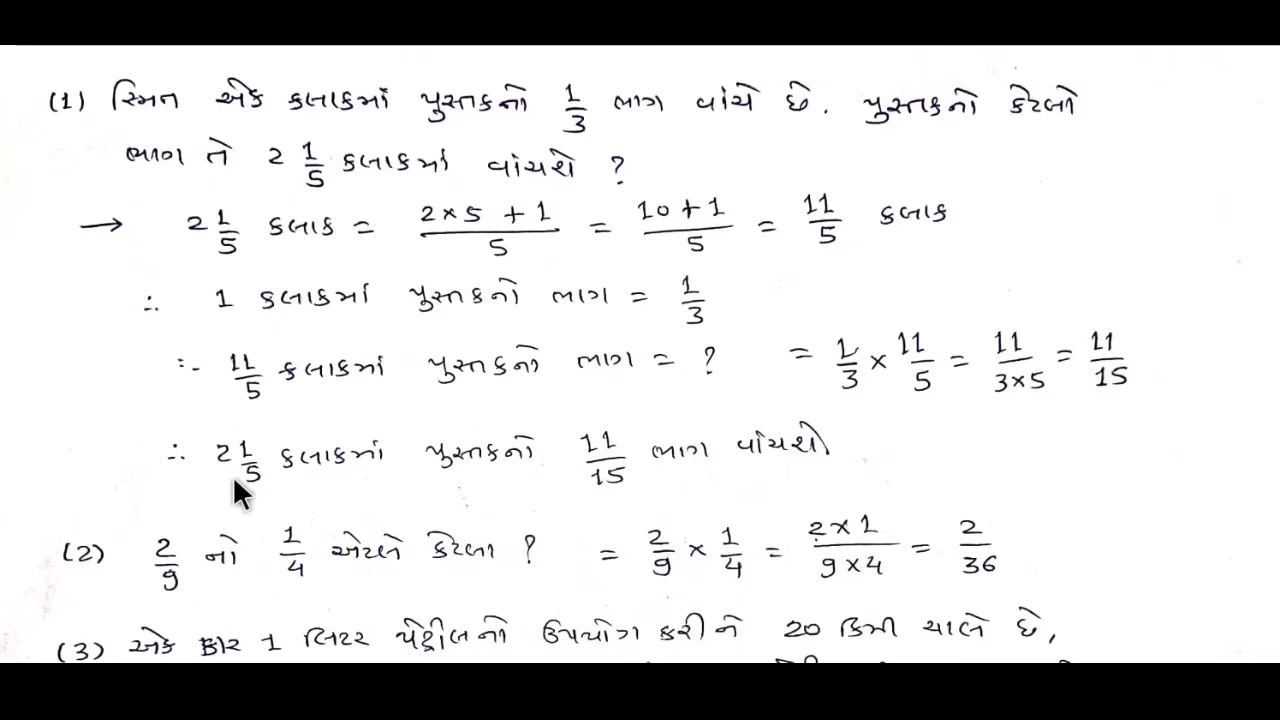 (1) સ્મિત એક કલાકમાં પુસ્તકનો 1/3 ભાગ વાંચે છે. પુસ્તકનો કેટલો
ભાગ તે 2 1/5 કલાકમાં વાંચશે ?
→ 2 1/5 કલાક = (2×5 + 1)/5 = (10+1)/5 = 11/5 કલાક
∴ 1 કલાકમાં પુસ્તકનો ભાગ = 1/3
∴ 11/5 કલાકમાં પુસ્તકનો ભાગ = ? = 1/3 × 11/5 = 11/(3×5) = 11/15
∴ 2 1/5 કલાકમાં પુસ્તકનો 11/15 ભાગ વાંચશે
(2) 2/9 નો 1/4 એટલે કેટલા ? = 2/9 × 1/4 = (2×1)/(9×4) = 2/36
(3) એક કાર 1 લિટર પેટ્રોલનો ઉપયોગ કરીને 20 કિમી ચાલે છે,